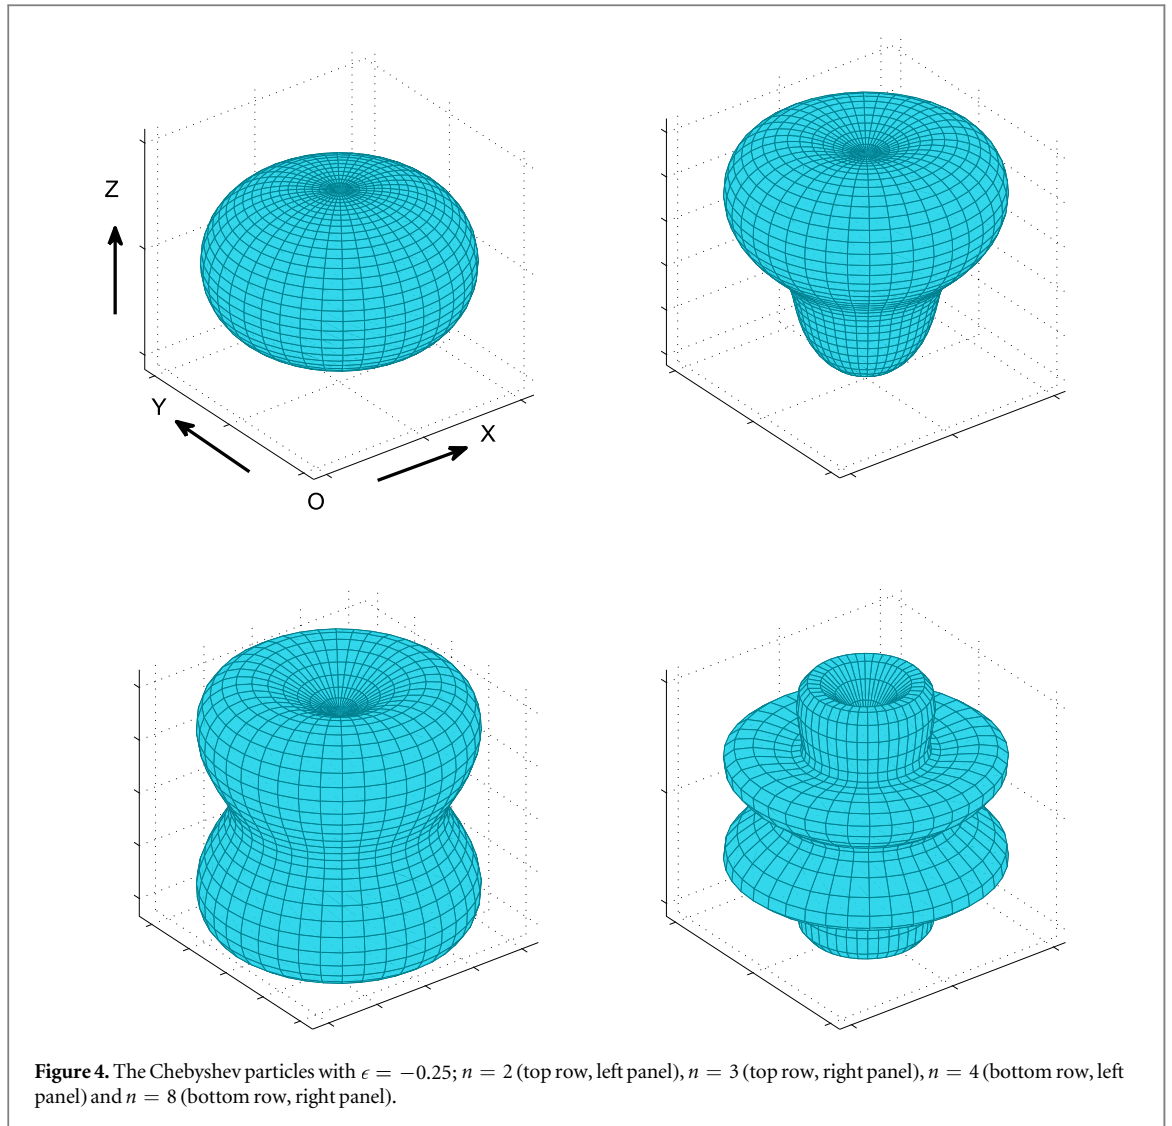 Z
Y
X
O
Figure 4. The Chebyshev particles with ϵ = −0.25; n = 2 (top row, left panel), n = 3 (top row, right panel), n = 4 (bottom row, left
panel) and n = 8 (bottom row, right panel).